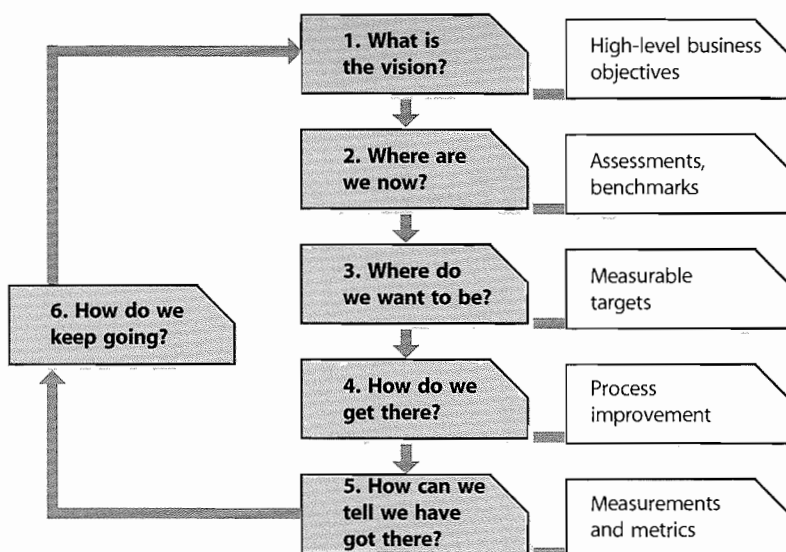 1. What is
the vision?
High-level business
objectives
2. Where are
we now?
Assessments,
benchmarks
3. Where do
we want to be?
Measurable
targets
6. How do we
keep going?
4. How do we
get there?
Process
improvement
5. How can we
tell we have
got there?
Measurements
and metrics